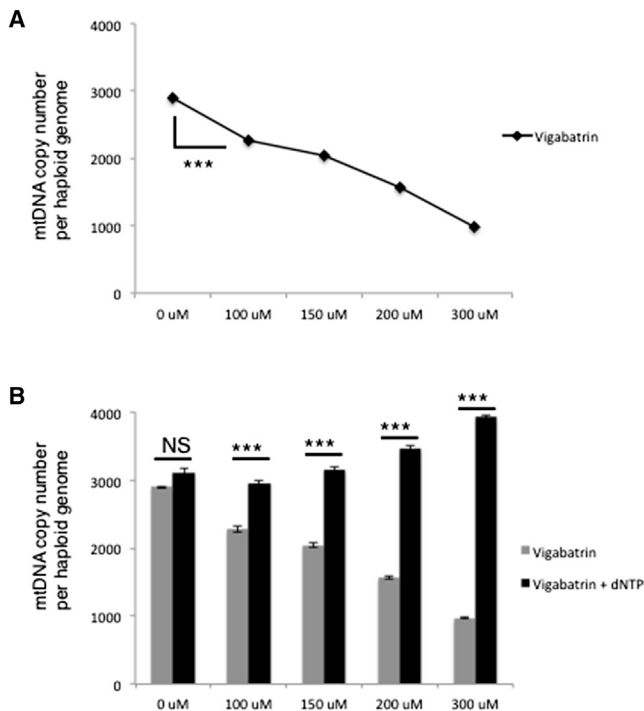 A
mtDNA copy number
per haploid genome
4000
3000
2000
1000
0
***
0 uM
100 uM
150 uM
200 uM
300 uM
Vigabatrin
B
mtDNA copy number
per haploid genome
4000
3000
2000
1000
0
NS
***
***
***
***
0 uM
100 uM
150 uM
200 uM
300 uM
Vigabatrin
Vigabatrin + dNTP